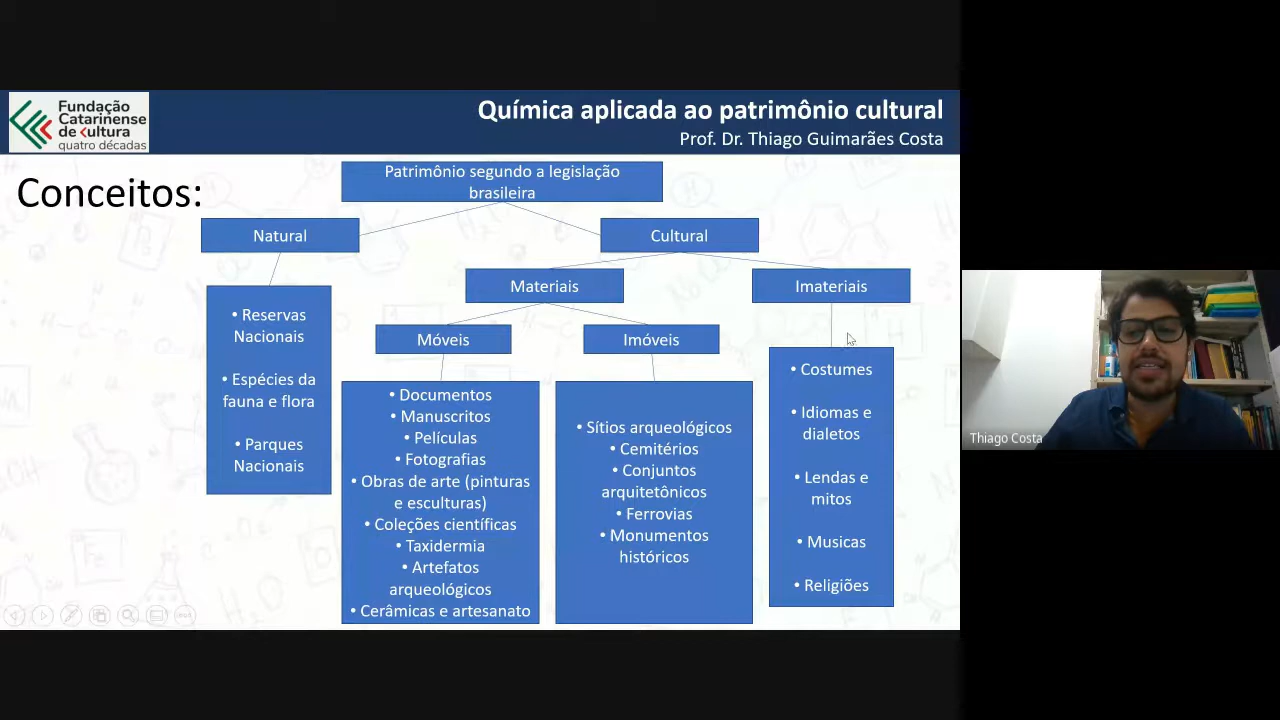 Fundação
Catarinense
de Kultura
quatro décadas
Química aplicada ao patrimônio cultural
Prof. Dr. Thiago Guimarães Costa
Conceitos:
Patrimônio segundo a legislação
brasileira
Natural
Cultural
Materiais
Imateriais
Móveis
Imóveis
• Reservas
Nacionais
• Espécies da
fauna e flora
• Parques
Nacionais
• Documentos
• Manuscritos
• Películas
• Fotografias
• Obras de arte (pinturas
e esculturas)
• Coleções científicas
• Taxidermia
• Artefatos
arqueológicos
• Cerâmicas e artesanato
• Sítios arqueológicos
• Cemitérios
• Conjuntos
arquitetônicos
• Ferrovias
• Monumentos
históricos
• Costumes
• Idiomas e
dialetos
• Lendas e
mitos
• Musicas
• Religiões
Thiago Costa